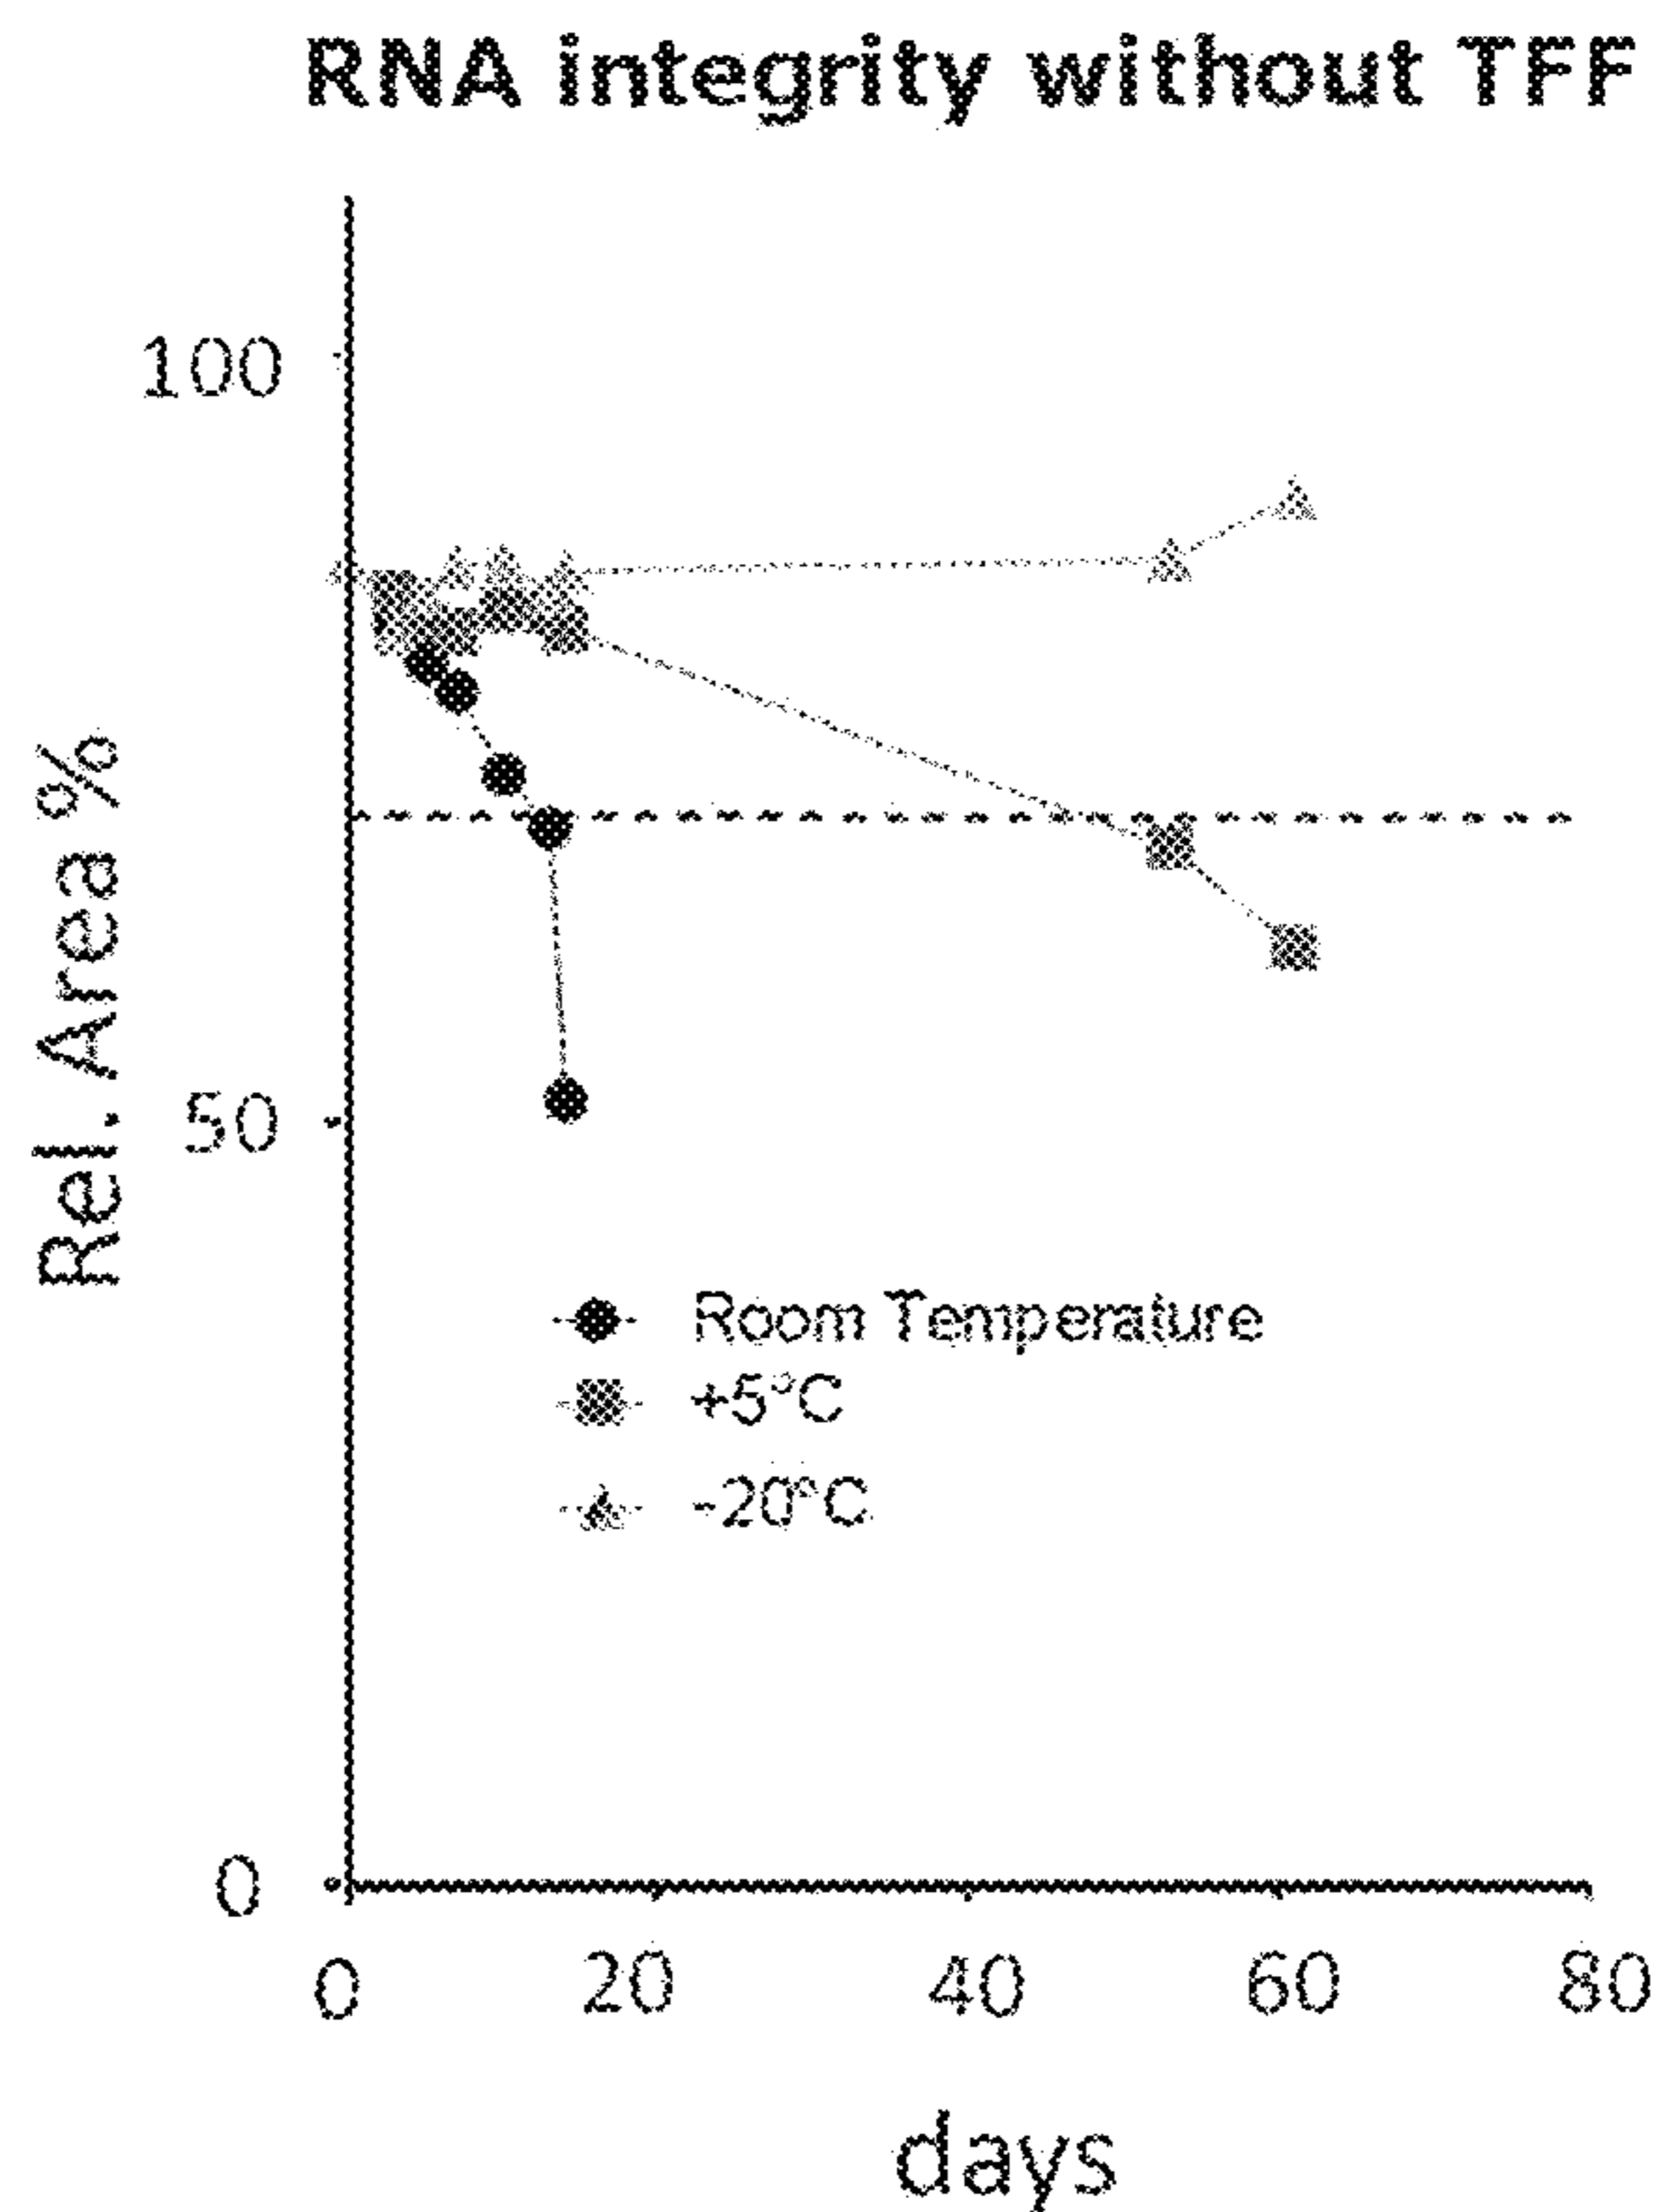 RNA integrity without TFF
100
50
0
Rel. Area %
Room Temperature
+5°C
-20°C
0 20 40 60 80
days